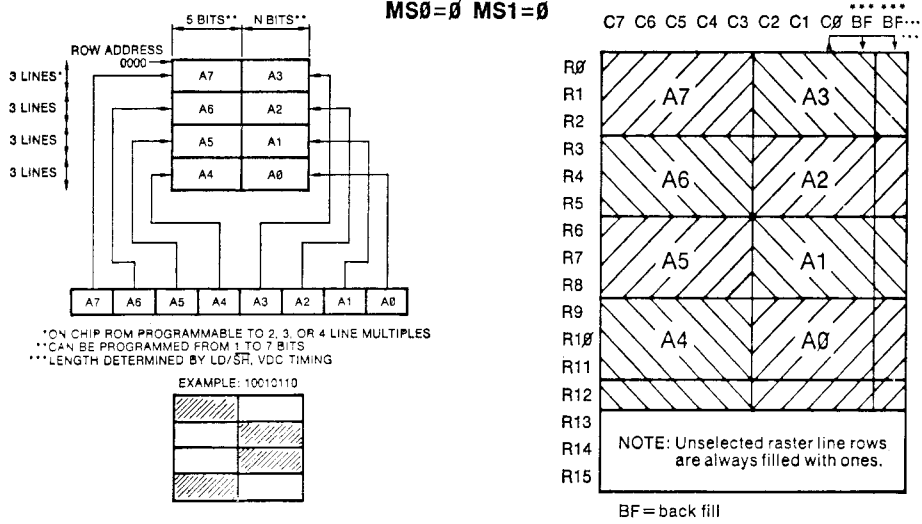 MSØ=Ø MS1=Ø
5 BITS** N BITS**
ROW ADDRESS
0000
3 LINES* A7 A3
3 LINES A6 A2
3 LINES A5 A1
3 LINES A4 AØ
A7 A6 A5 A4 A3 A2 A1 AØ
*ON CHIP ROM PROGRAMMABLE TO 2, 3, OR 4 LINE MULTIPLES
**CAN BE PROGRAMMED FROM 1 TO 7 BITS
***LENGTH DETERMINED BY LD/SH, VDC TIMING
EXAMPLE: 10010110
*** ***
C7 C6 C5 C4 C3 C2 C1 CØ BF BF...
RØ
R1 A7 A3
R2
R3
R4 A6 A2
R5
R6
R7 A5 A1
R8
R9
R1Ø A4 AØ
R11
R12
R13
R14 NOTE: Unselected raster line rows
are always filled with ones.
R15
BF=back fill